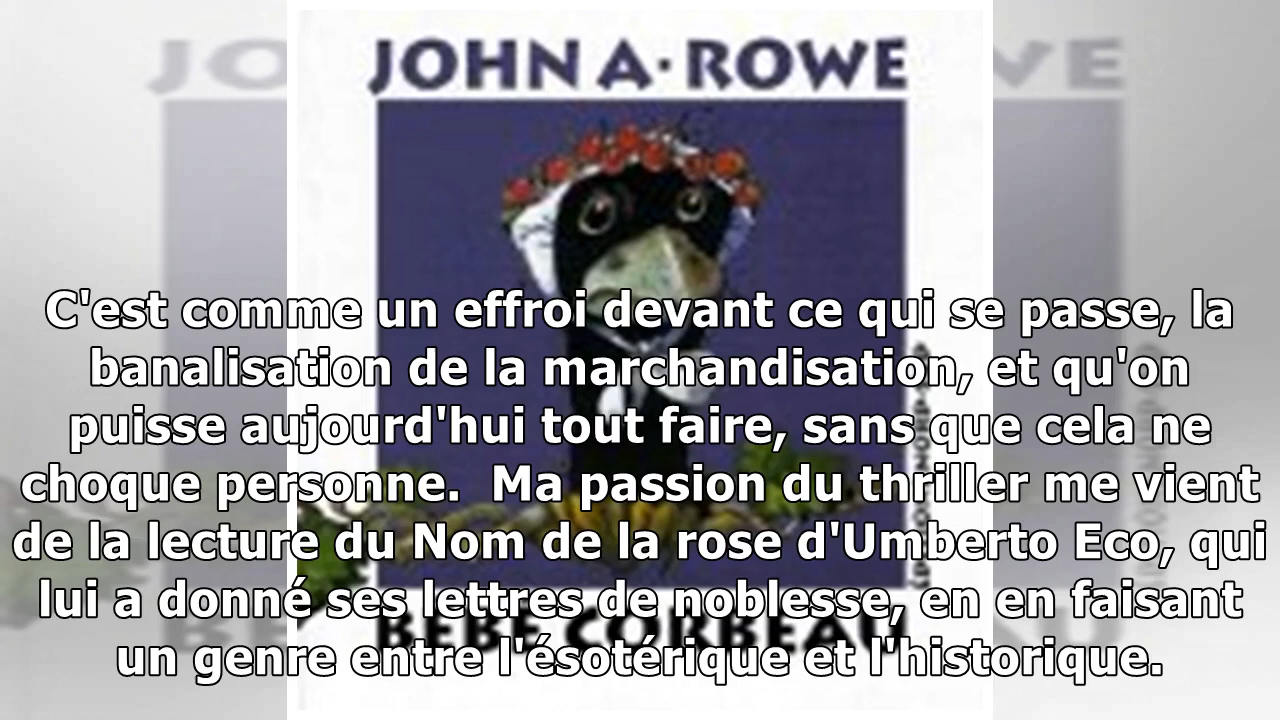 JOHN A·ROWE
C'est comme un effroi devant ce qui se passe, la
banalisation de la marchandisation, et qu'on
puisse aujourd'hui tout faire, sans que cela ne
choque personne.  Ma passion du thriller me vient
de la lecture du Nom de la rose d'Umberto Eco, qui
lui a donné ses lettres de noblesse, en en faisant
un genre entre l'ésotérique et l'historique.
BÉBÉ CORBEAU